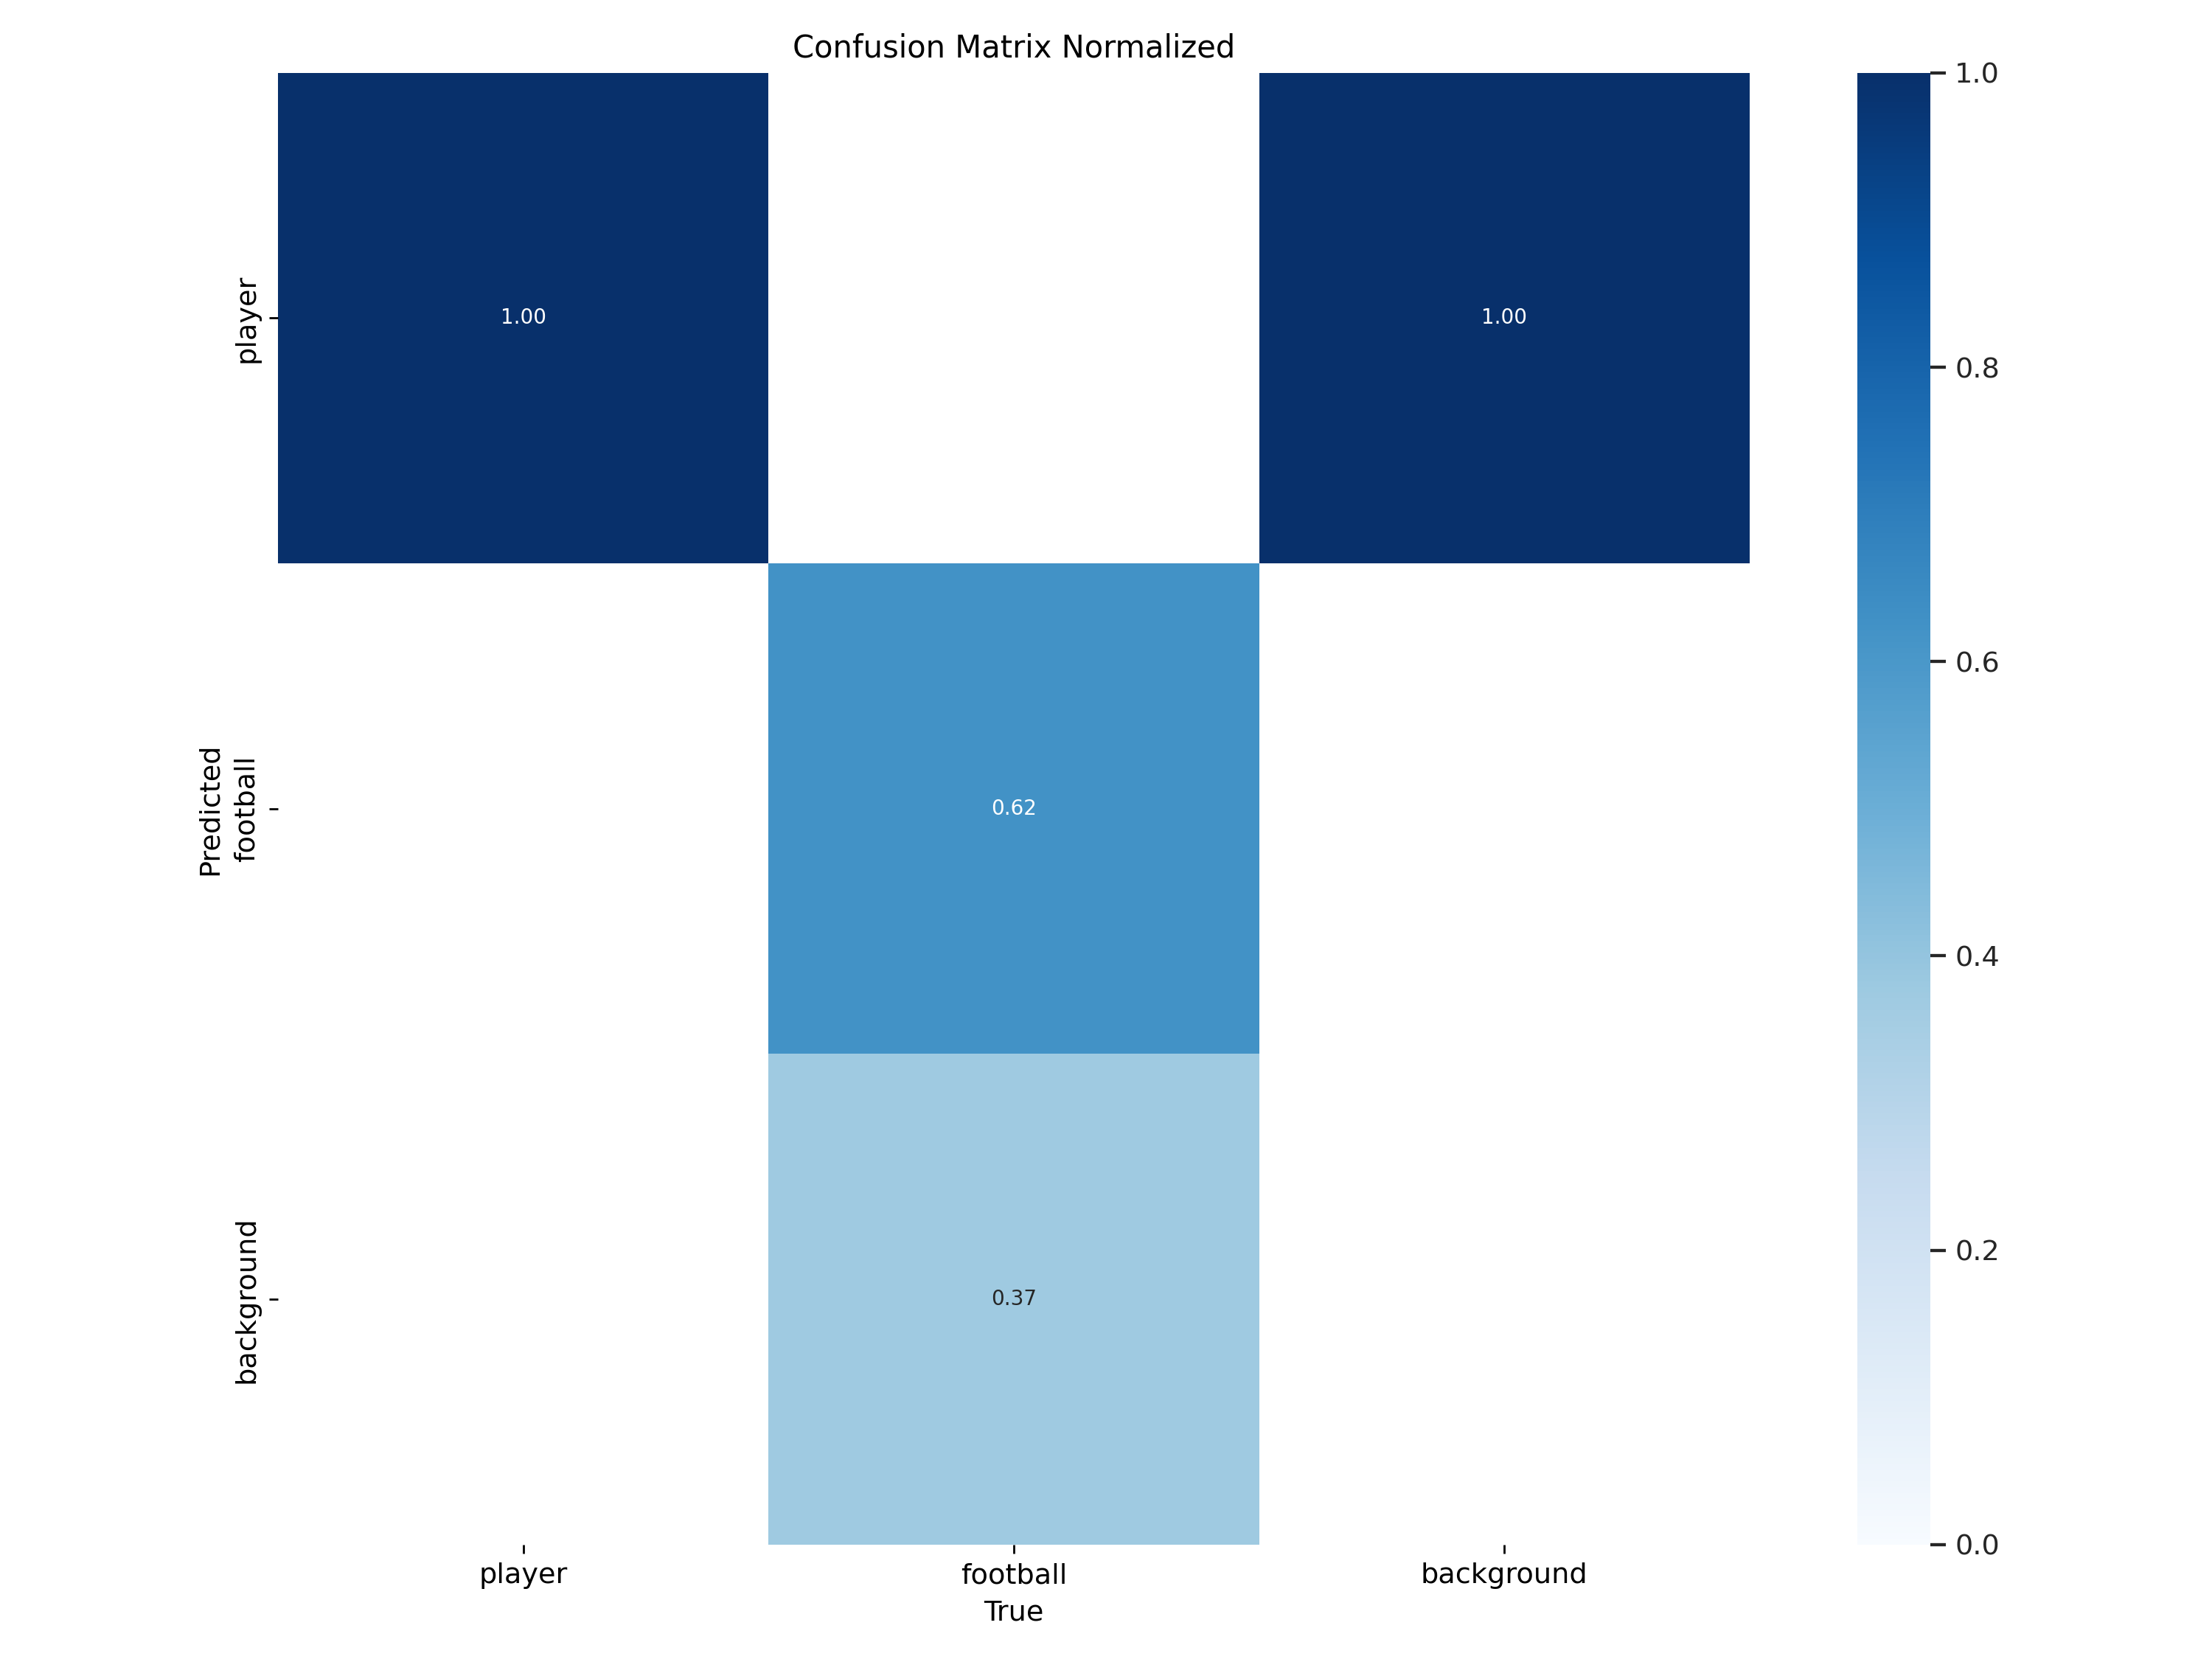 Confusion Matrix Normalized
player
Predicted
football
background
1.00
1.00
0.62
0.37
player
football
background
True
1.0
0.8
0.6
0.4
0.2
0.0